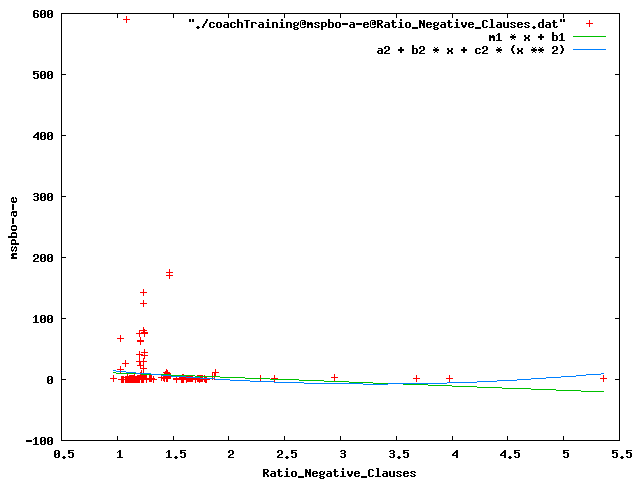 600
"./coachTraining@mspbo-a-e@Ratio_Negative_Clauses.dat"
m1 * x + b1
a2 + b2 * x + c2 * (x ** 2)
500
400
300
200
100
0
-100
mspbo-a-e
0.5 1 1.5 2 2.5 3 3.5 4 4.5 5 5.5
Ratio_Negative_Clauses